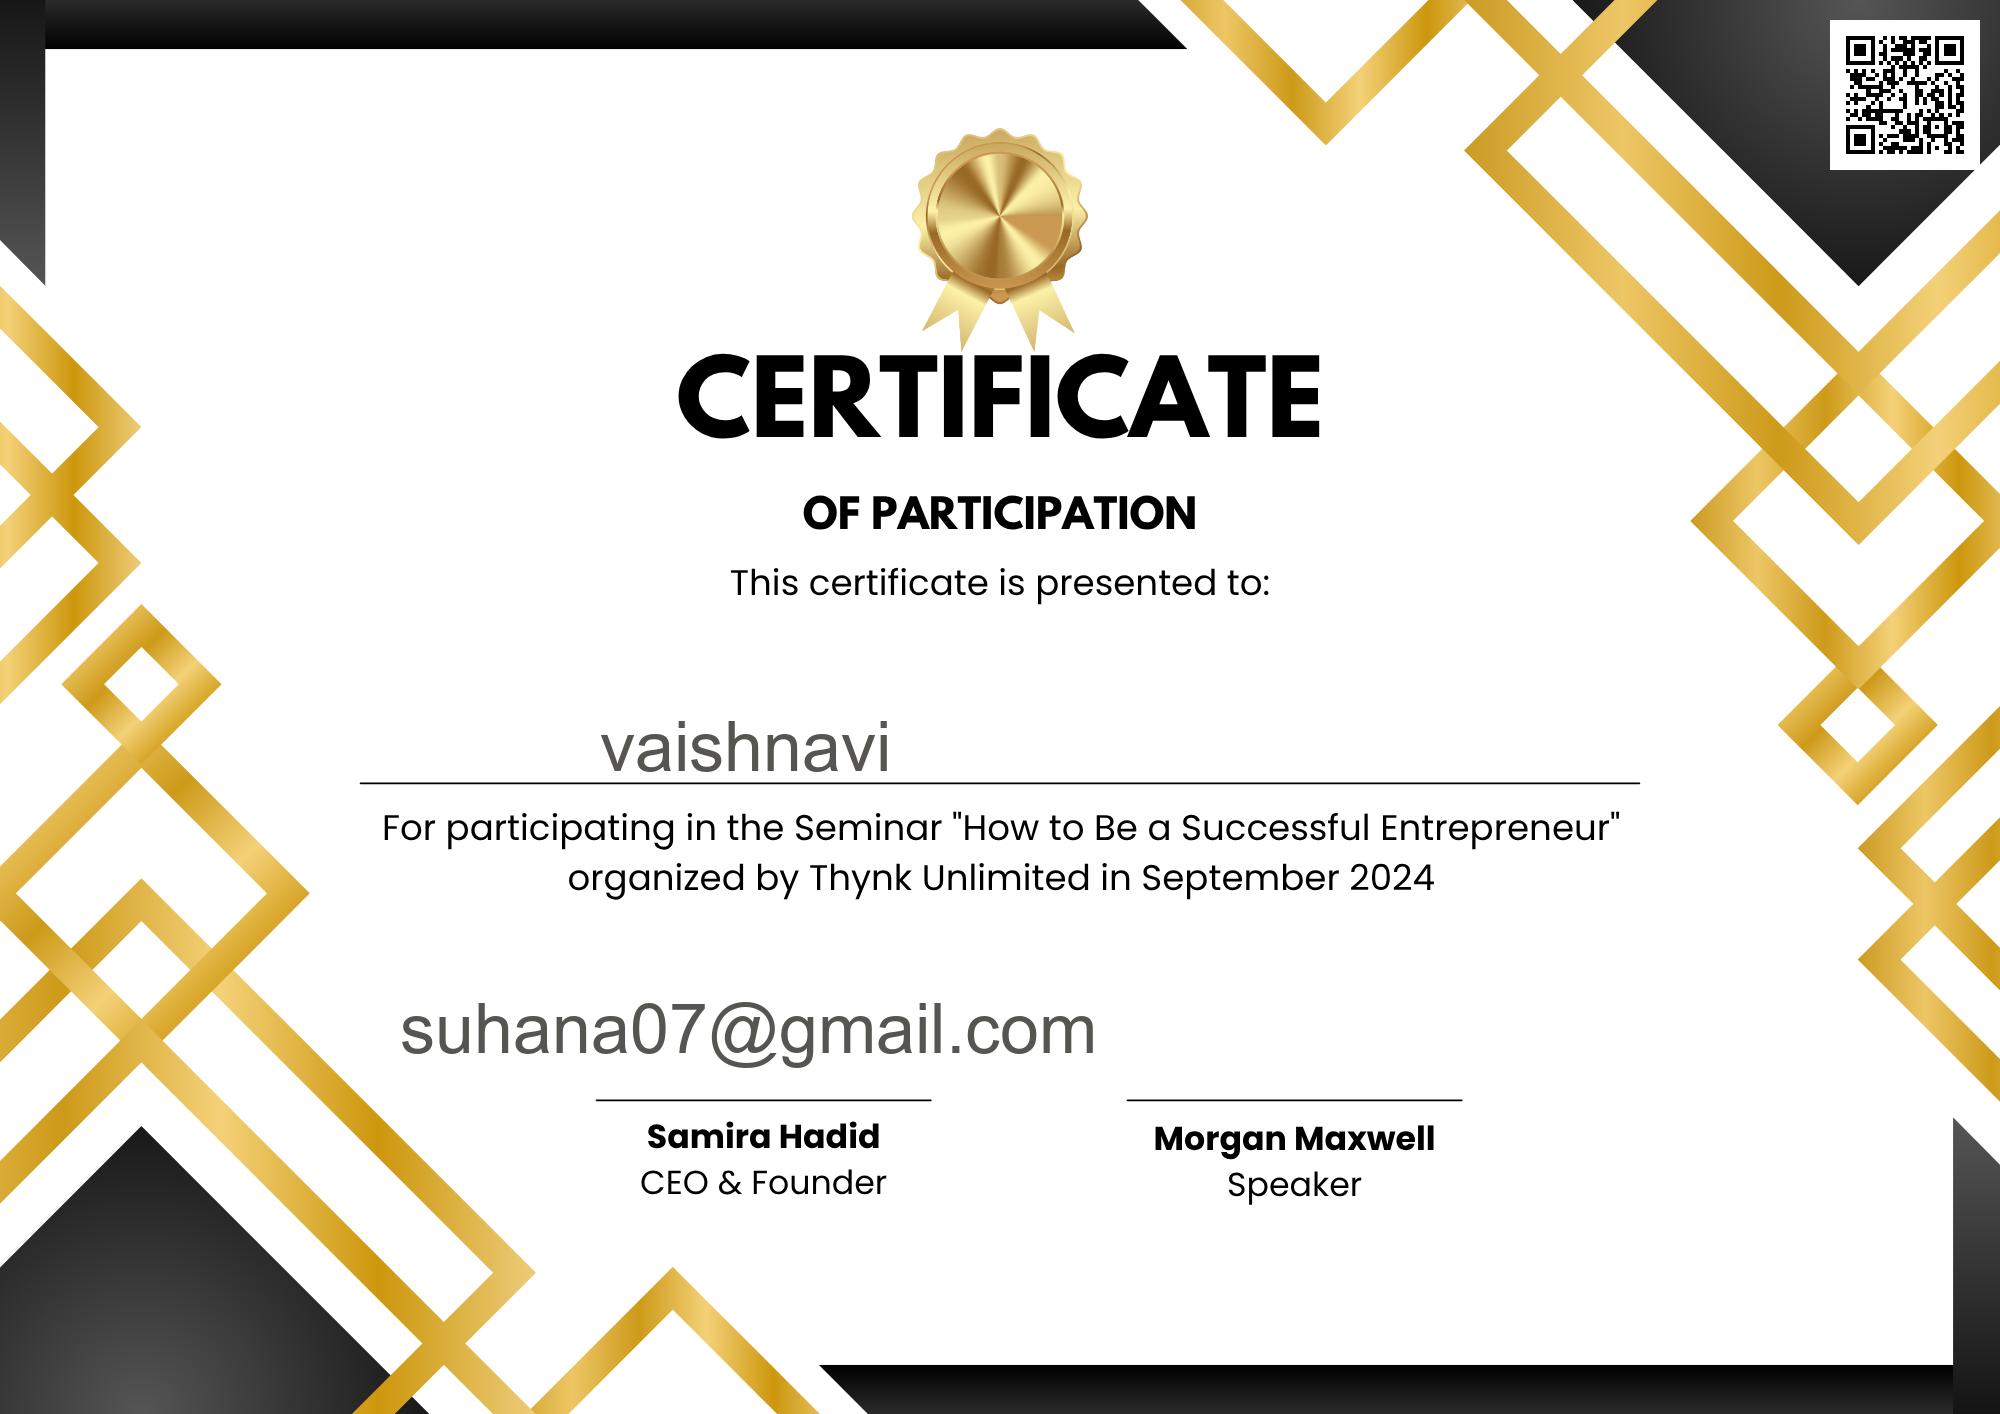 CERTIFICATE
OF PARTICIPATION
This certificate is presented to:
vaishnavi
For participating in the Seminar "How to Be a Successful Entrepreneur"
organized by Thynk Unlimited in September 2024
suhana07@gmail.com
Samira Hadid
CEO & Founder
Morgan Maxwell
Speaker